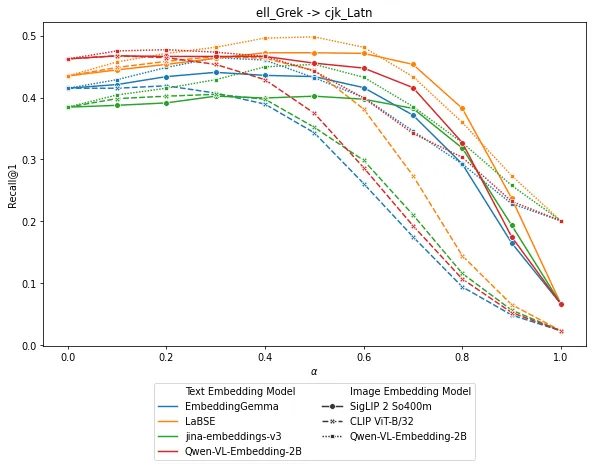 ell_Grek -> cjk_Latn
Recall@1
0.5
0.4
0.3
0.2
0.1
0.0
0.0 0.2 0.4 0.6 0.8 1.0
α
Text Embedding Model Image Embedding Model
EmbeddingGemma SigLIP 2 So400m
LaBSE CLIP ViT-B/32
jina-embeddings-v3 Qwen-VL-Embedding-2B
Qwen-VL-Embedding-2B